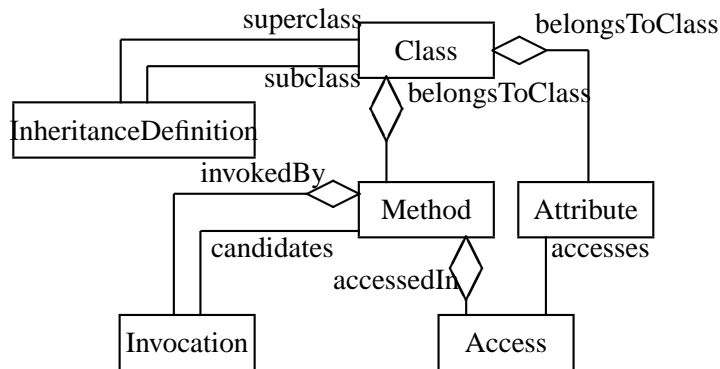 superclass
belongsToClass
Class
subclass
belongsToClass
InheritanceDefinition
invokedBy
Method
Attribute
candidates
accesses
accessedIn
Invocation
Access